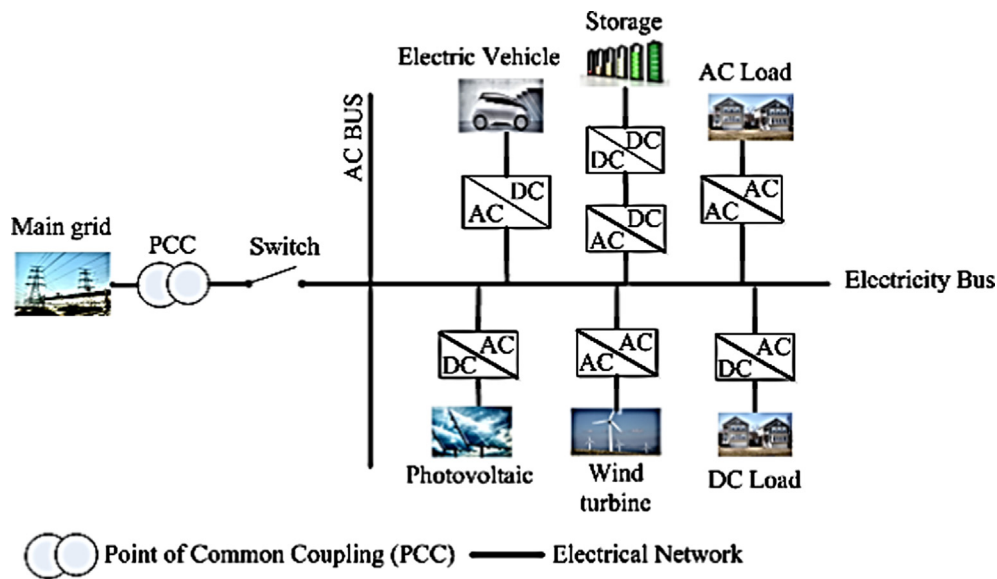 Storage
Electric Vehicle
AC Load
AC BUS
DC
DC
DC
AC
AC
AC
DC
AC
Main grid
PCC
Switch
Electricity Bus
AC
DC
AC
AC
AC
DC
Photovoltaic
Wind
turbine
DC Load
Point of Common Coupling (PCC)
Electrical Network